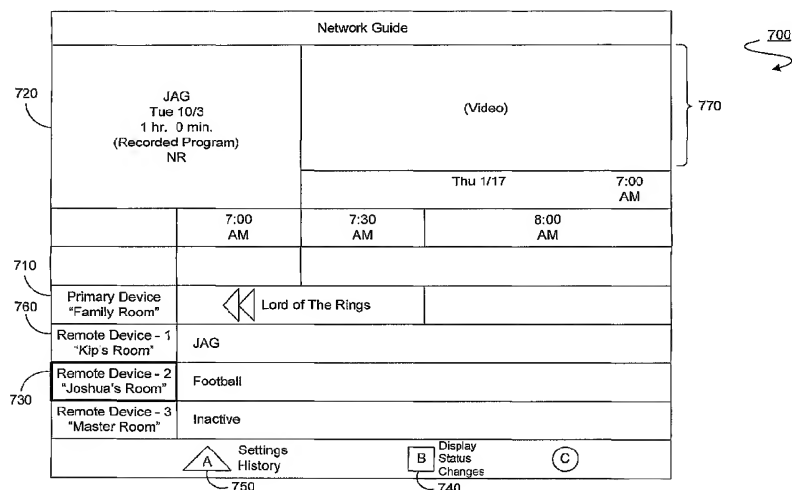 Network Guide
700
720
JAG
Tue 10/3
1 hr. 0 min.
(Recorded Program)
NR
(Video)
770
Thu 1/17
7:00
AM
7:00
AM
7:30
AM
8:00
AM
710
Primary Device
"Family Room"
Lord of The Rings
760
Remote Device - 1
"Kip's Room"
JAG
730
Remote Device - 2
"Joshua's Room"
Football
Remote Device - 3
"Master Room"
Inactive
A
Settings
History
B
Display
Status
Changes
C
750
740